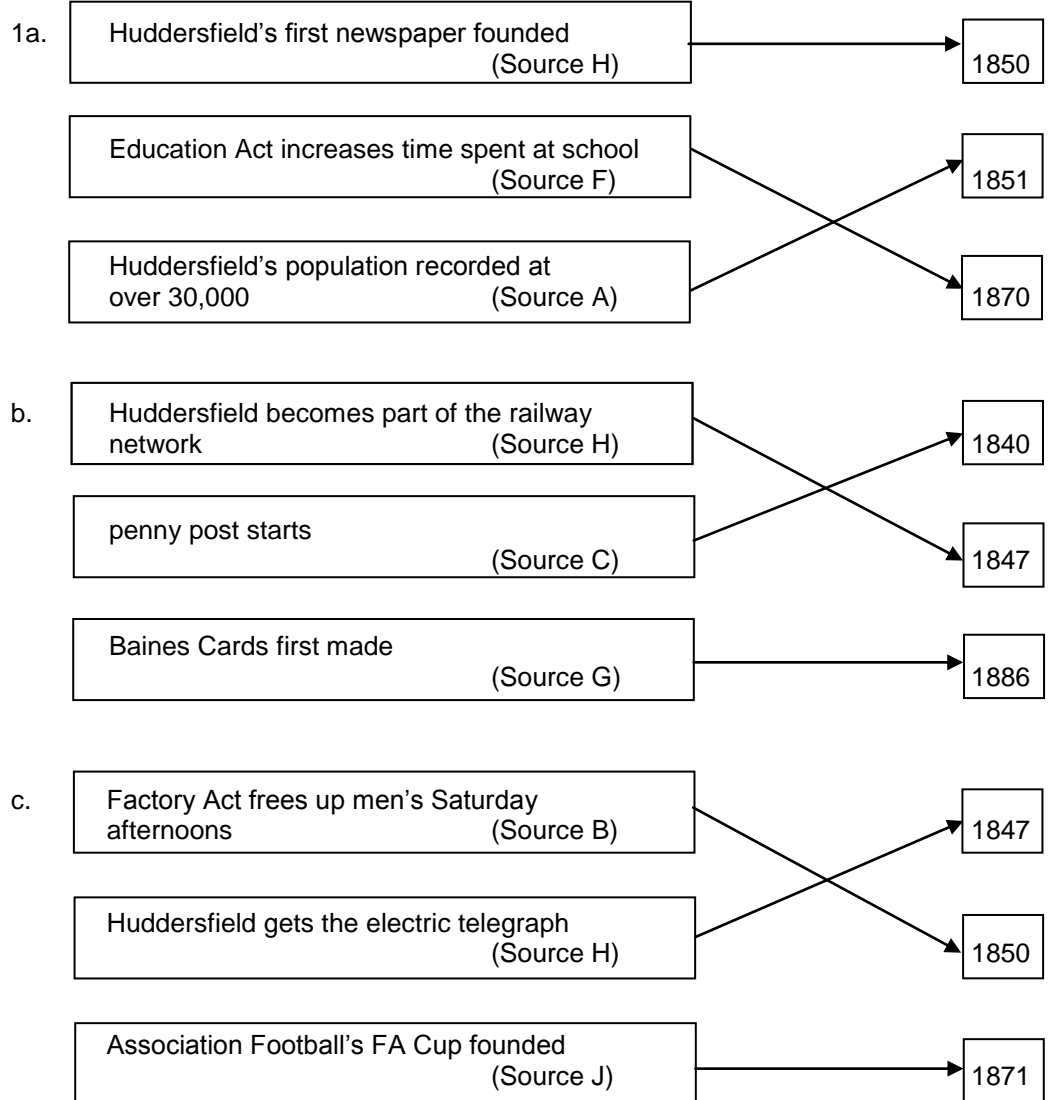 1a.
Huddersfield’s first newspaper founded
(Source H)
1850
Education Act increases time spent at school
(Source F)
1851
Huddersfield’s population recorded at
over 30,000 (Source A)
1870
b.
Huddersfield becomes part of the railway
network (Source H)
1840
penny post starts
(Source C)
1847
Baines Cards first made
(Source G)
1886
c.
Factory Act frees up men’s Saturday
afternoons (Source B)
1847
Huddersfield gets the electric telegraph
(Source H)
1850
Association Football’s FA Cup founded
(Source J)
1871